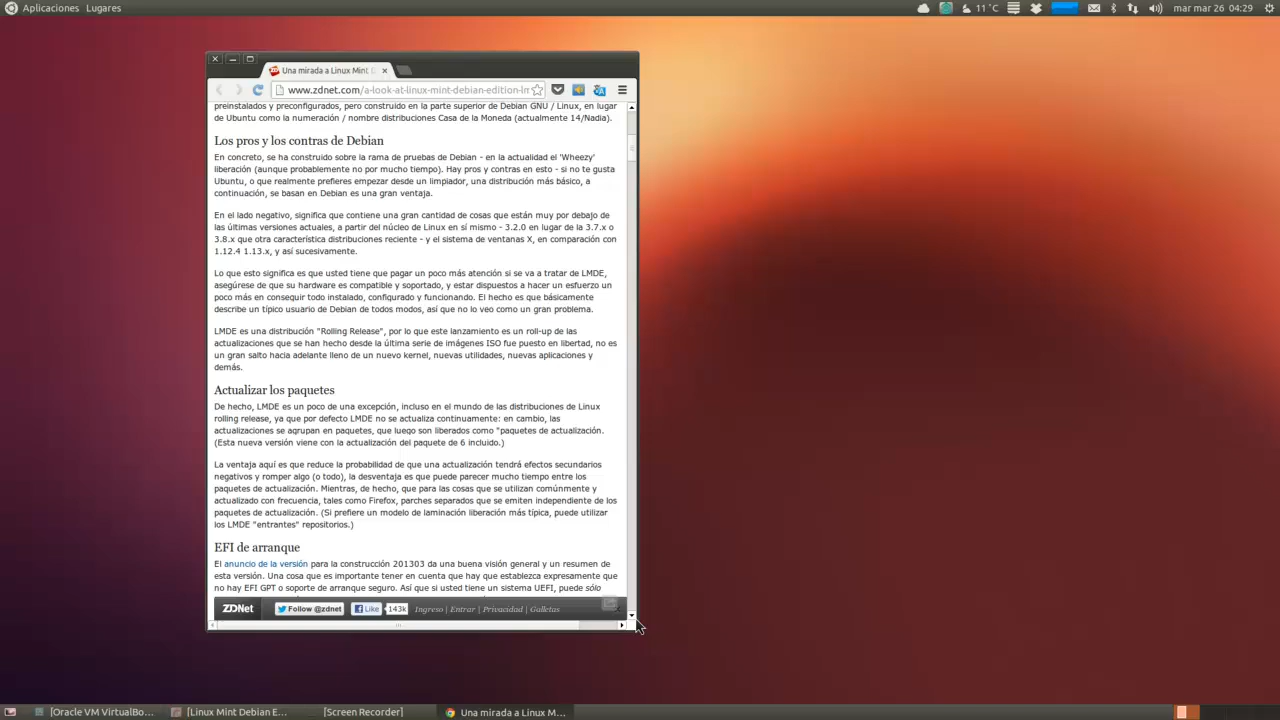 Aplicaciones Lugares
11 °C
mar mar 26 04:29
Una mirada a Linux Mint D
www.zdnet.com/a-look-at-linux-mint-debian-edition-lm
preinstalados y preconfigurados, pero construido en la parte superior de Debian GNU / Linux, en lugar
de Ubuntu como la numeración / nombre distribuciones Casa de la Moneda (actualmente 14/Nadia).
Los pros y los contras de Debian
En concreto, se ha construido sobre la rama de pruebas de Debian - en la actualidad el 'Wheezy'
liberación (aunque probablemente no por mucho tiempo). Hay pros y contras en esto - si no te gusta
Ubuntu, o que realmente prefieres empezar desde un limpiador, una distribución más básico, a
continuación, se basan en Debian es una gran ventaja.
En el lado negativo, significa que contiene una gran cantidad de cosas que están muy por debajo de
las últimas versiones actuales, a partir del núcleo de Linux en sí mismo - 3.2.0 en lugar de la 3.7.x o
3.8.x que otra característica distribuciones reciente - y el sistema de ventanas X, en comparación con
1.12.4 1.13.x, y así sucesivamente.
Lo que esto significa es que usted tiene que pagar un poco más atención si se va a tratar de LMDE,
asegúrese de que su hardware es compatible y soportado, y estar dispuestos a hacer un esfuerzo un
poco más en conseguir todo instalado, configurado y funcionando. El hecho es que básicamente
describe un típico usuario de Debian de todos modos, así que no lo veo como un gran problema.
LMDE es una distribución "Rolling Release", por lo que este lanzamiento es un roll-up de las
actualizaciones que se han hecho desde la última serie de imágenes ISO fue puesto en libertad, no es
un gran salto hacia adelante lleno de un nuevo kernel, nuevas utilidades, nuevas aplicaciones y
demás.
Actualizar los paquetes
De hecho, LMDE es un poco de una excepción, incluso en el mundo de las distribuciones de Linux
rolling release, ya que por defecto LMDE no se actualiza continuamente: en cambio, las
actualizaciones se agrupan en paquetes, que luego son liberados como "paquetes de actualización.
(Esta nueva versión viene con la actualización del paquete de 6 incluido.)
La ventaja aquí es que reduce la probabilidad de que una actualización tendrá efectos secundarios
negativos y romper algo (o todo), la desventaja es que puede parecer mucho tiempo entre los
paquetes de actualización. Mientras, de hecho, que para las cosas que se utilizan comúnmente y
actualizado con frecuencia, tales como Firefox, parches separados que se emiten independiente de los
paquetes de actualización. (Si prefiere un modelo de laminación liberación más típica, puede utilizar
los LMDE "entrantes" repositorios.)
EFI de arranque
El anuncio de la versión para la construcción 201303 da una buena visión general y un resumen de
esta versión. Una cosa que es importante tener en cuenta que hay que establezca expresamente que
no hay EFI GPT o soporte de arranque seguro. Así que si usted tiene un sistema UEFI, puede sólo
ZDNet Follow @zdnet Like 143k Ingreso | Entrar | Privacidad | Galletas
[Oracle VM VirtualBo... [Linux Mint Debian E... [Screen Recorder] Una mirada a Linux M...